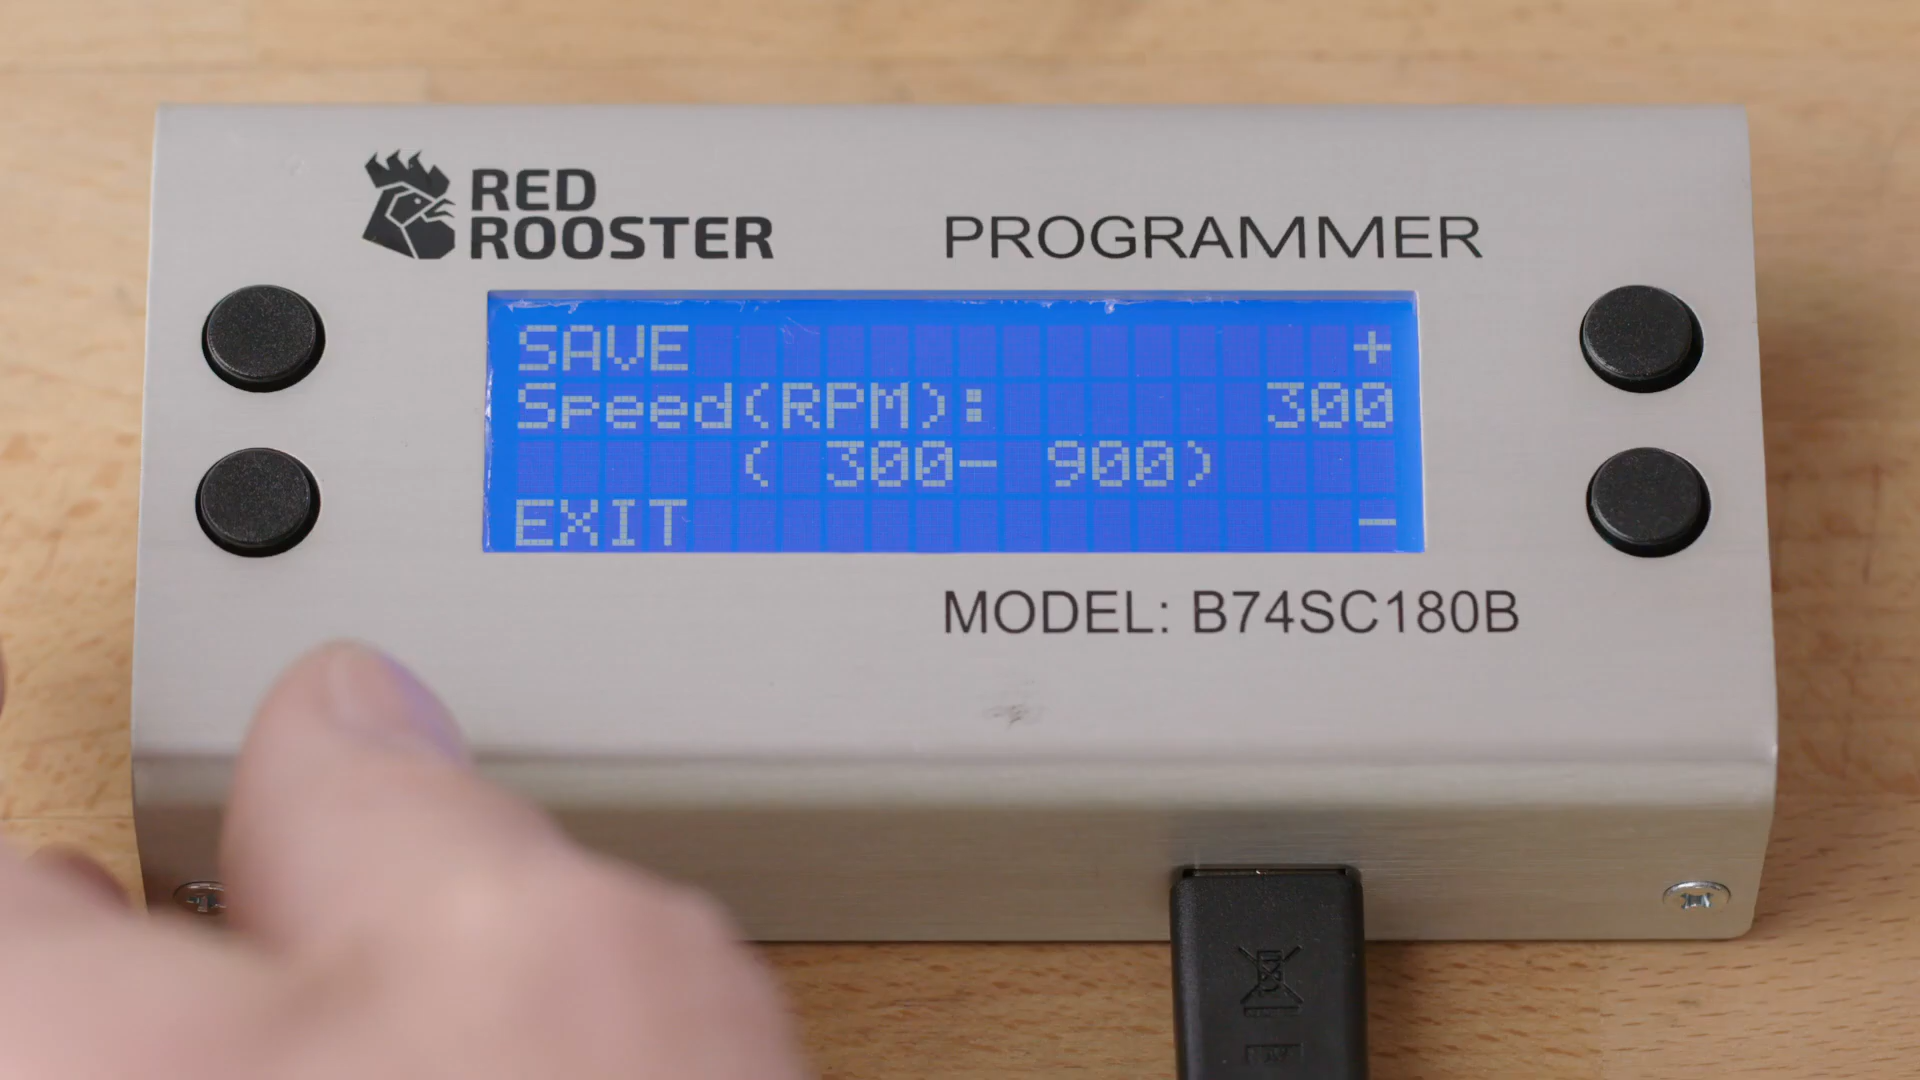 RED
ROOSTER
PROGRAMMER
SAVE +
Speed(RPM): 300
( 300- 900)
EXIT -
MODEL: B74SC180B